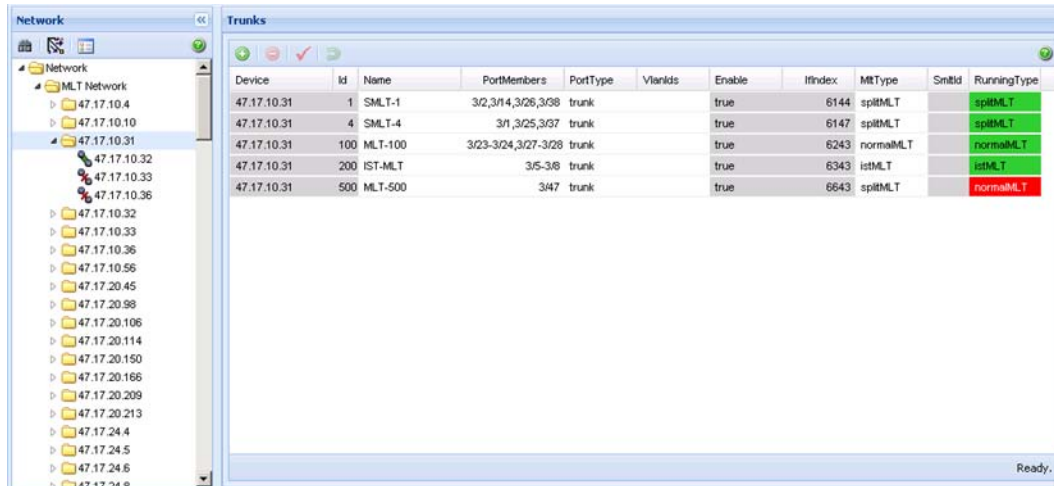 Network
Trunks
Network
MLT Network
47.17.10.4
47.17.10.10
47.17.10.31
47.17.10.32
47.17.10.33
47.17.10.36
47.17.10.32
47.17.10.33
47.17.10.36
47.17.10.56
47.17.20.45
47.17.20.98
47.17.20.106
47.17.20.114
47.17.20.150
47.17.20.166
47.17.20.209
47.17.20.213
47.17.24.4
47.17.24.5
47.17.24.6
47.17.24.8
Device Id Name PortMembers PortType VlanIds Enable IfIndex MltType SmltId RunningType
47.17.10.31 1 SMLT-1 3/2,3/14,3/26,3/38 trunk true 6144 splitMLT splitMLT
47.17.10.31 4 SMLT-4 3/1,3/25,3/37 trunk true 6147 splitMLT splitMLT
47.17.10.31 100 MLT-100 3/23-3/24,3/27-3/28 trunk true 6243 normalMLT normalMLT
47.17.10.31 200 IST-MLT 3/5-3/8 trunk true 6343 istMLT istMLT
47.17.10.31 500 MLT-500 3/47 trunk true 6643 splitMLT normalMLT
Ready.